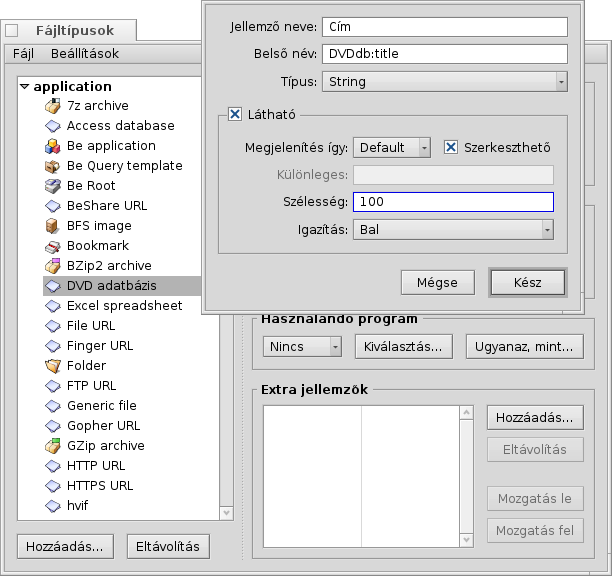 Fájltípusok
Fájl Beállítások
application
7z archive
Access database
Be application
Be Query template
Be Root
BeShare URL
BFS image
Bookmark
BZip2 archive
DVD adatbázis
Excel spreadsheet
File URL
Finger URL
Folder
FTP URL
Generic file
Gopher URL
GZip archive
HTTP URL
HTTPS URL
hvif
Hozzáadás... Eltávolítás
Jellemző neve: Cím
Belső név: DVDdb:title
Típus: String
Látható
Megjelenítés így: Default Szerkeszthető
Különleges:
Szélesség: 100
Igazítás: Bal
Mégse Kész
Használandó program
Nincs Kiválasztás... Ugyanaz, mint...
Extra jellemzők
Hozzáadás...
Eltávolítás
Mozgatás le
Mozgatás fel